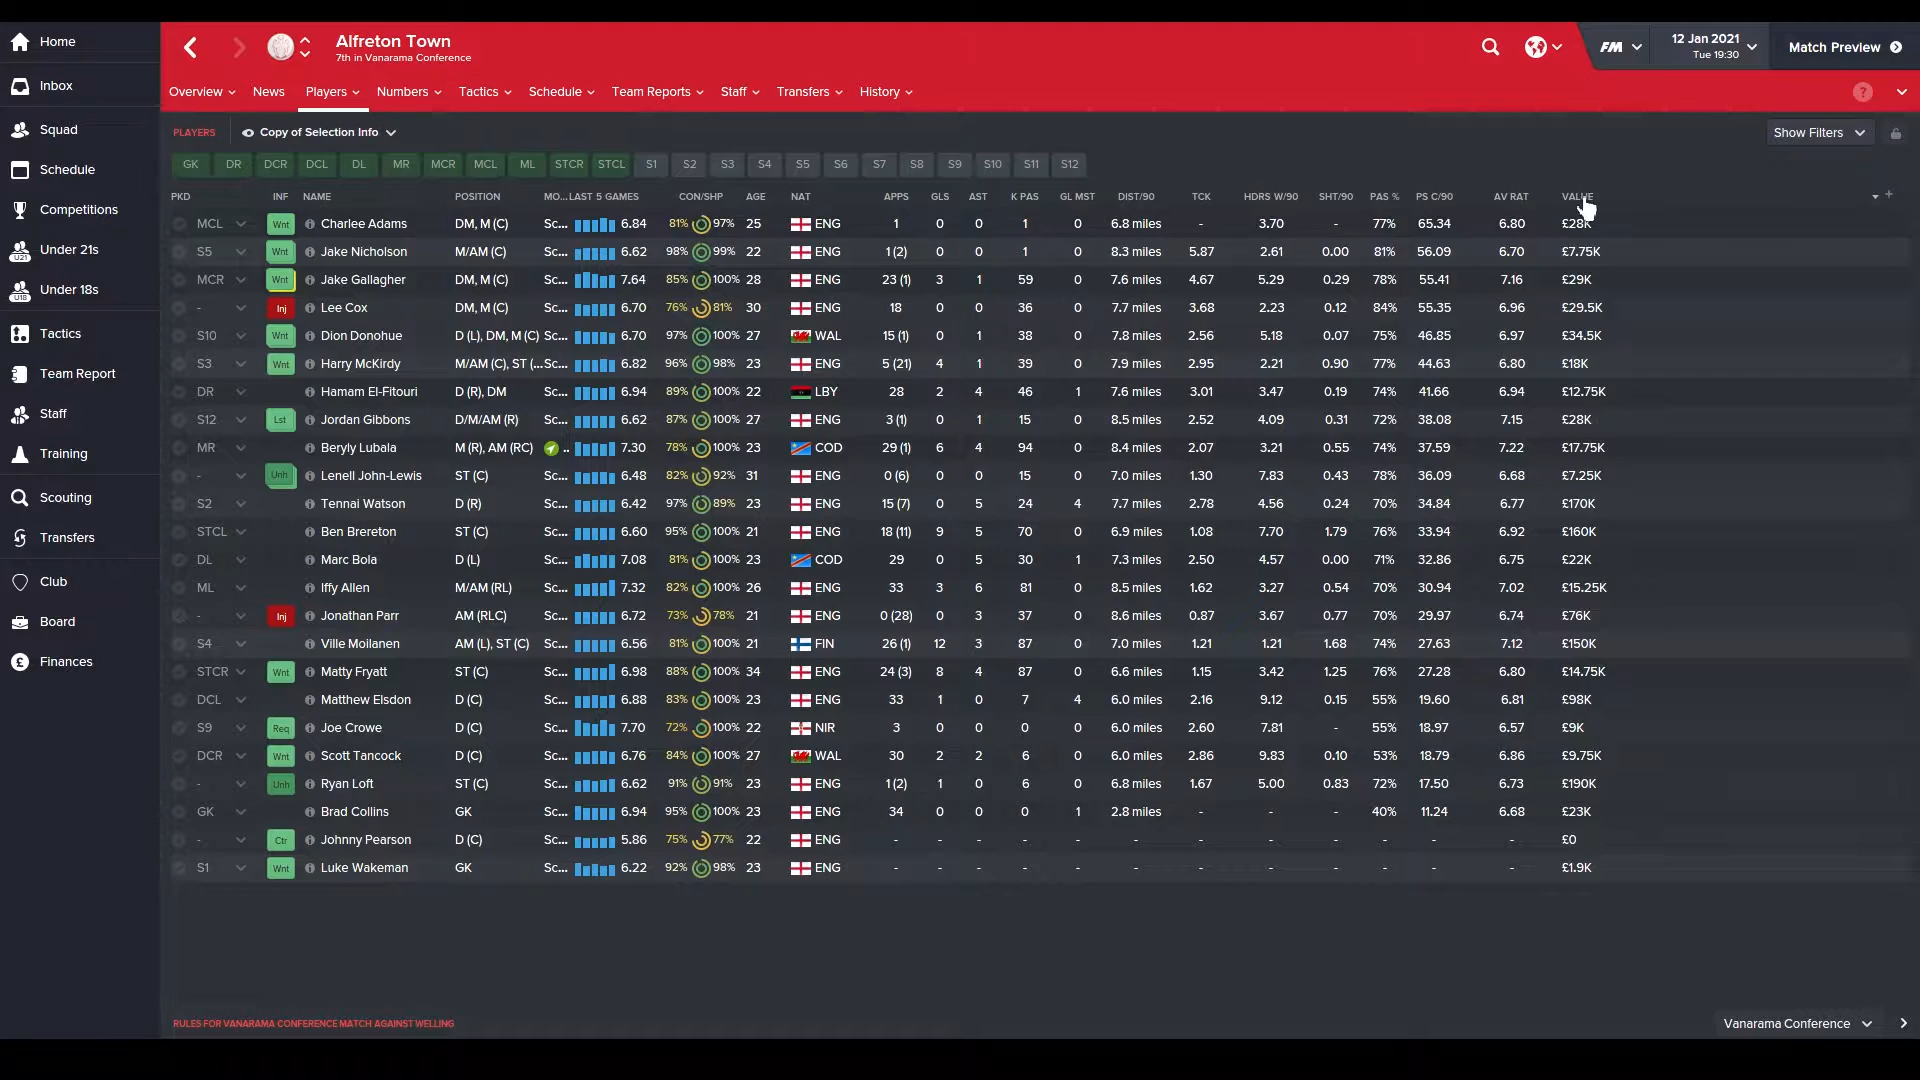 Home
Inbox
Squad
Schedule
Competitions
Under 21s
Under 18s
Tactics
Team Report
Staff
Training
Scouting
Transfers
Club
Board
Finances
Alfreton Town
7th in Vanarama Conference
FM
12 Jan 2021
Tue 19:30
Match Preview
Overview News Players Numbers Tactics Schedule Team Reports Staff Transfers History
PLAYERS Copy of Selection Info Show Filters
GK DR DCR DCL DL MR MCR MCL ML STCR STCL S1 S2 S3 S4 S5 S6 S7 S8 S9 S10 S11 S12
PKD INF NAME POSITION MO... LAST 5 GAMES CON/SHP AGE NAT APPS GLS AST K PAS GL MST DIST/90 TCK HDRS W/90 SHT/90 PAS % PS C/90 AV RAT VALUE
MCL Wnt Charlee Adams DM, M (C) Sc... 6.84 81% 97% 25 ENG 1 0 0 1 0 6.8 miles - 3.70 - 77% 65.34 6.80 £28K
S5 Wnt Jake Nicholson M/AM (C) Sc... 6.62 98% 99% 22 ENG 1 (2) 0 0 1 0 8.3 miles 5.87 2.61 0.00 81% 56.09 6.70 £7.75K
MCR Wnt Jake Gallagher DM, M (C) Sc... 7.64 85% 100% 28 ENG 23 (1) 3 1 59 0 7.6 miles 4.67 5.29 0.29 78% 55.41 7.16 £29K
- Inj Lee Cox DM, M (C) Sc... 6.70 76% 81% 30 ENG 18 0 0 36 0 7.7 miles 3.68 2.23 0.12 84% 55.35 6.96 £29.5K
S10 Wnt Dion Donohue D (L), DM, M (C) Sc... 6.70 97% 100% 27 WAL 15 (1) 0 1 38 0 7.8 miles 2.56 5.18 0.07 75% 46.85 6.97 £34.5K
S3 Wnt Harry McKirdy M/AM (C), ST (... Sc... 6.82 96% 98% 23 ENG 5 (21) 4 1 39 0 7.9 miles 2.95 2.21 0.90 77% 44.63 6.80 £18K
DR Hamam El-Fitouri D (R), DM Sc... 6.94 89% 100% 22 LBY 28 2 4 46 1 7.6 miles 3.01 3.47 0.19 74% 41.66 6.94 £12.75K
S12 Lst Jordan Gibbons D/M/AM (R) Sc... 6.62 87% 100% 27 ENG 3 (1) 0 1 15 0 8.5 miles 2.52 4.09 0.31 72% 38.08 7.15 £28K
MR Beryly Lubala M (R), AM (RC) .. 7.30 78% 100% 23 COD 29 (1) 6 4 94 0 8.4 miles 2.07 3.21 0.55 74% 37.59 7.22 £17.75K
- Unh Lenell John-Lewis ST (C) Sc... 6.48 82% 92% 31 ENG 0 (6) 0 0 15 0 7.0 miles 1.30 7.83 0.43 78% 36.09 6.68 £7.25K
S2 Tennai Watson D (R) Sc... 6.42 97% 89% 23 ENG 15 (7) 0 5 24 4 7.7 miles 2.78 4.56 0.24 70% 34.84 6.77 £170K
STCL Ben Brereton ST (C) Sc... 6.60 95% 100% 21 ENG 18 (11) 9 5 70 0 6.9 miles 1.08 7.70 1.79 76% 33.94 6.92 £160K
DL Marc Bola D (L) Sc... 7.08 81% 100% 23 COD 29 0 5 30 1 7.3 miles 2.50 4.57 0.00 71% 32.86 6.75 £22K
ML Iffy Allen M/AM (RL) Sc... 7.32 82% 100% 26 ENG 33 3 6 81 0 8.5 miles 1.62 3.27 0.54 70% 30.94 7.02 £15.25K
- Inj Jonathan Parr AM (RLC) Sc... 6.72 73% 78% 21 ENG 0 (28) 0 3 37 0 8.6 miles 0.87 3.67 0.77 70% 29.97 6.74 £76K
S4 Ville Moilanen AM (L), ST (C) Sc... 6.56 81% 100% 21 FIN 26 (1) 12 3 87 0 7.0 miles 1.21 1.21 1.68 74% 27.63 7.12 £150K
STCR Wnt Matty Fryatt ST (C) Sc... 6.98 88% 100% 34 ENG 24 (3) 8 4 87 0 6.6 miles 1.15 3.42 1.25 76% 27.28 6.80 £14.75K
DCL Matthew Elsdon D (C) Sc... 6.88 83% 100% 23 ENG 33 1 0 7 4 6.0 miles 2.16 9.12 0.15 55% 19.60 6.81 £98K
S9 Req Joe Crowe D (C) Sc... 7.70 72% 100% 22 NIR 3 0 0 0 0 6.0 miles 2.60 7.81 - 55% 18.97 6.57 £9K
DCR Wnt Scott Tancock D (C) Sc... 6.76 84% 100% 27 WAL 30 2 2 6 0 6.0 miles 2.86 9.83 0.10 53% 18.79 6.86 £9.75K
- Unh Ryan Loft ST (C) Sc... 6.62 91% 91% 23 ENG 1 (2) 1 0 6 0 6.8 miles 1.67 5.00 0.83 72% 17.50 6.73 £190K
GK Brad Collins GK Sc... 6.94 95% 100% 23 ENG 34 0 0 0 1 2.8 miles - - - 40% 11.24 6.68 £23K
- Ctr Johnny Pearson D (C) Sc... 5.86 75% 77% 22 ENG - - - - - - - - - - - - £0
S1 Wnt Luke Wakeman GK Sc... 6.22 92% 98% 23 ENG - - - - - - - - - - - - £1.9K
RULES FOR VANARAMA CONFERENCE MATCH AGAINST WELLING
Vanarama Conference